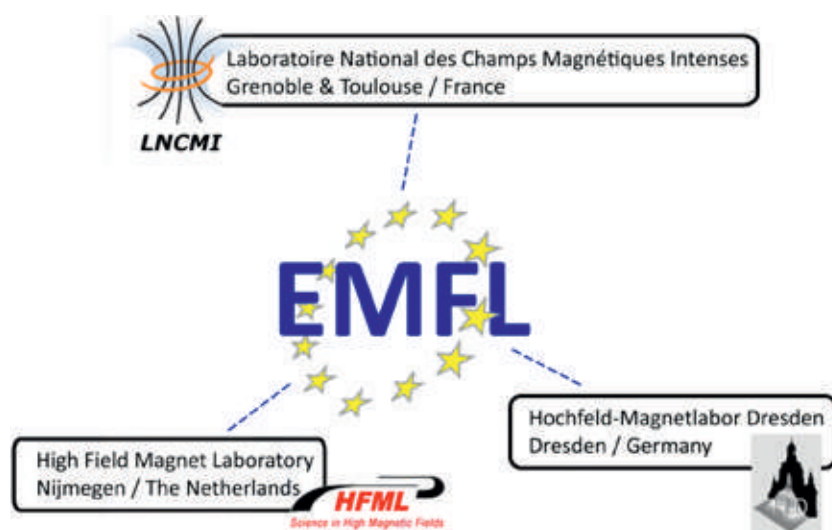 Laboratoire National des Champs Magnétiques Intenses
Grenoble & Toulouse / France
LNCMI
EMFL
Hochfeld-Magnetlabor Dresden
Dresden / Germany
High Field Magnet Laboratory
Nijmegen / The Netherlands
HFML
Science in High Magnetic Fields